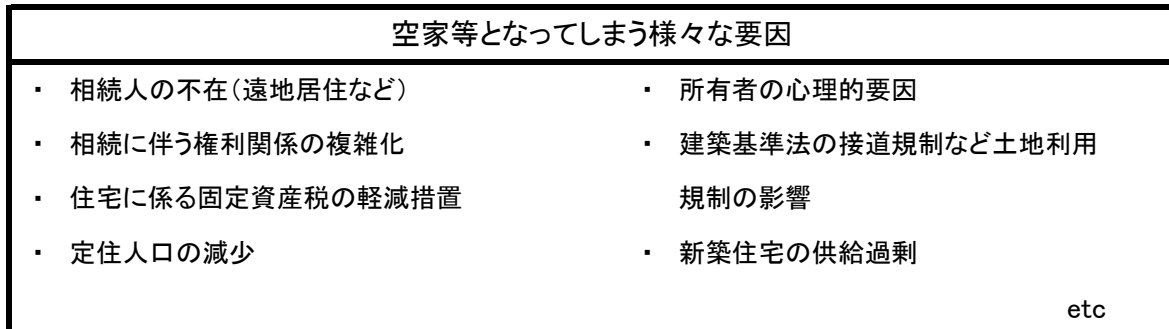 空家等となってしまう様々な要因
・ 相続人の不在(遠地居住など)
・ 相続に伴う権利関係の複雑化
・ 住宅に係る固定資産税の軽減措置
・ 定住人口の減少
・ 所有者の心理的要因
・ 建築基準法の接道規制など土地利用
規制の影響
・ 新築住宅の供給過剰
etc